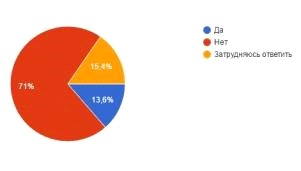 Да
Нет
Затрудняюсь ответить
15,4%
71%
13,6%